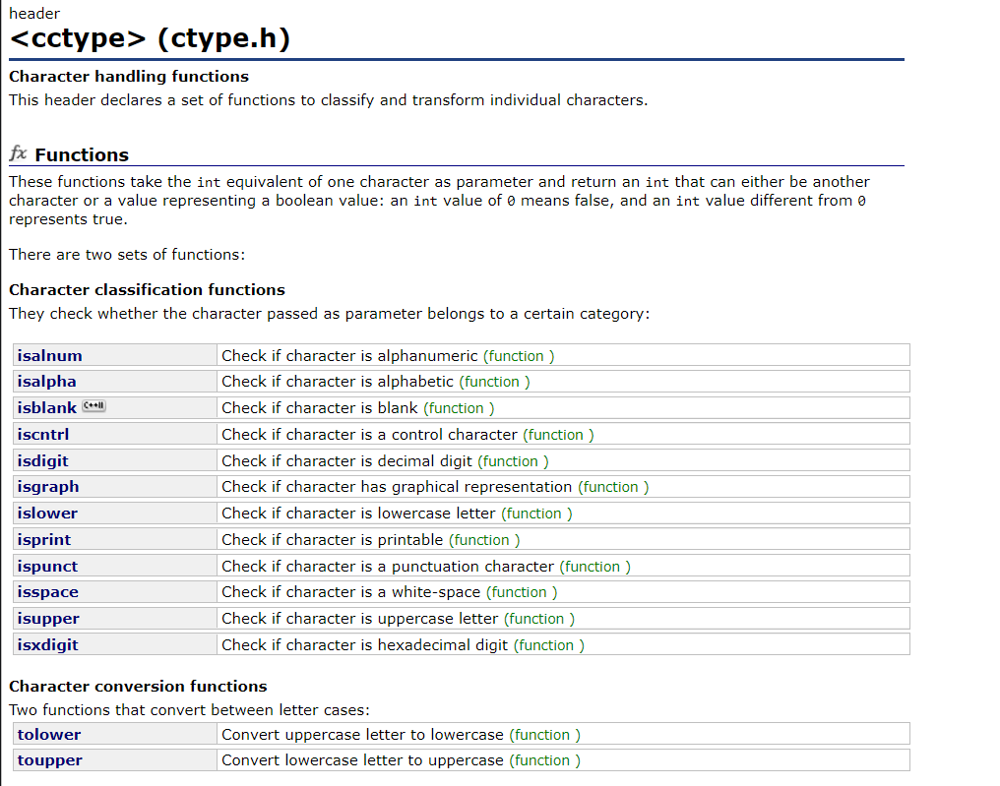 header
<cctype> (ctype.h)
Character handling functions
This header declares a set of functions to classify and transform individual characters.
fx Functions
These functions take the int equivalent of one character as parameter and return an int that can either be another
character or a value representing a boolean value: an int value of 0 means false, and an int value different from 0
represents true.
There are two sets of functions:
Character classification functions
They check whether the character passed as parameter belongs to a certain category:
isalnum Check if character is alphanumeric (function )
isalpha Check if character is alphabetic (function )
isblank C++11 Check if character is blank (function )
iscntrl Check if character is a control character (function )
isdigit Check if character is decimal digit (function )
isgraph Check if character has graphical representation (function )
islower Check if character is lowercase letter (function )
isprint Check if character is printable (function )
ispunct Check if character is a punctuation character (function )
isspace Check if character is a white-space (function )
isupper Check if character is uppercase letter (function )
isxdigit Check if character is hexadecimal digit (function )
Character conversion functions
Two functions that convert between letter cases:
tolower Convert uppercase letter to lowercase (function )
toupper Convert lowercase letter to uppercase (function )